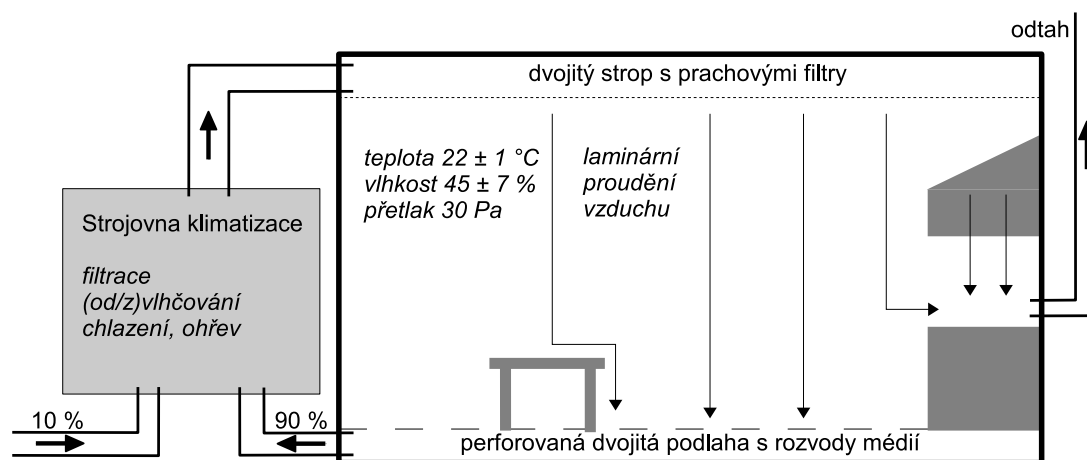 odtah
dvojitý strop s prachovými filtry
teplota 22 ± 1 °C
vlhkost 45 ± 7 %
přetlak 30 Pa
laminární
proudění
vzduchu
Strojovna klimatizace
filtrace
(od/z)vlhčování
chlazení, ohřev
10 %
90 %
perforovaná dvojitá podlaha s rozvody médií